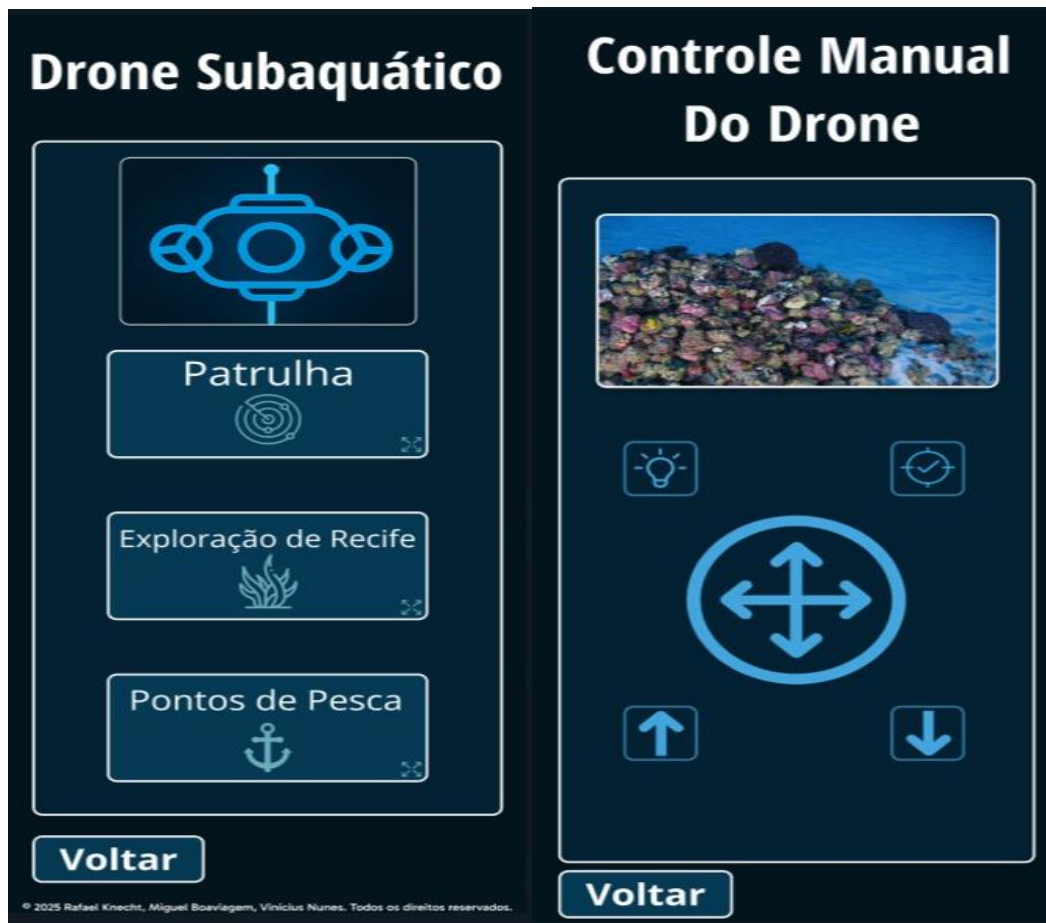 Drone Subaquático
Patrulha
Exploração de Recife
Pontos de Pesca
Voltar
© 2025 Rafael Knecht, Miguel Boaviagem, Vinícius Nunes. Todos os direitos reservados.
Controle Manual
Do Drone
Voltar